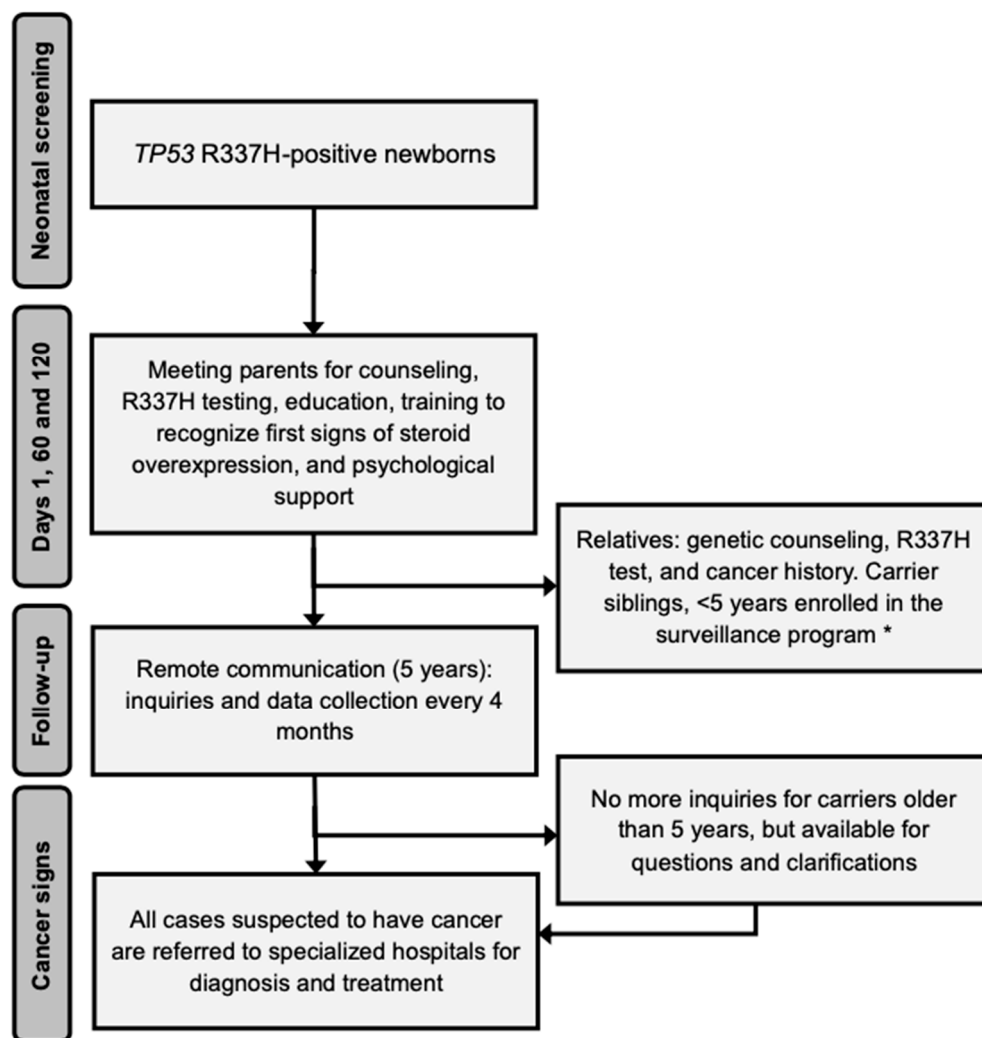 Neonatal screening
TP53 R337H-positive newborns
Days 1, 60 and 120
Meeting parents for counseling,
R337H testing, education, training to
recognize first signs of steroid
overexpression, and psychological
support
Relatives: genetic counseling, R337H
test, and cancer history. Carrier
siblings, <5 years enrolled in the
surveillance program *
Follow-up
Remote communication (5 years):
inquiries and data collection every 4
months
No more inquiries for carriers older
than 5 years, but available for
questions and clarifications
Cancer signs
All cases suspected to have cancer
are referred to specialized hospitals for
diagnosis and treatment